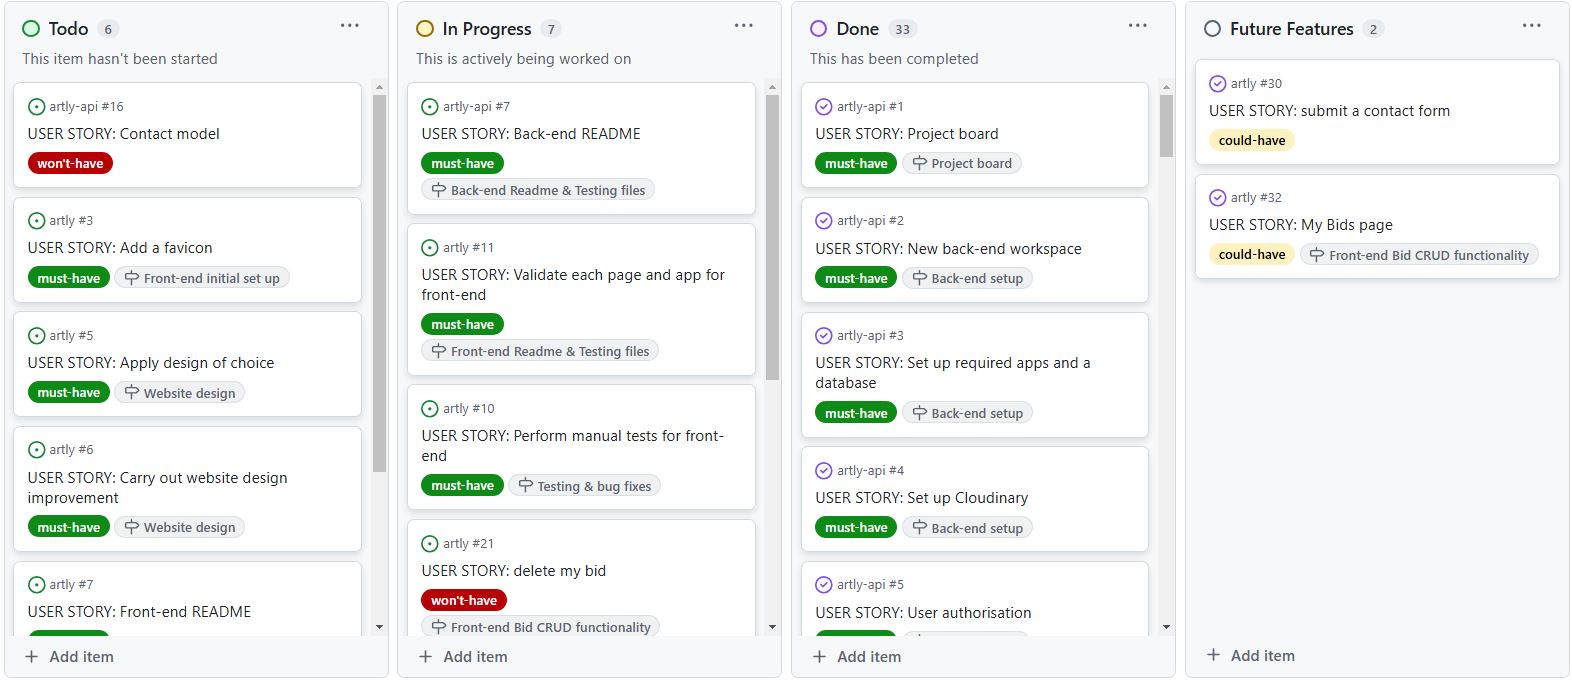 Todo 6
This item hasn't been started
artly-api #16
USER STORY: Contact model
won't-have
artly #3
USER STORY: Add a favicon
must-have Front-end initial set up
artly #5
USER STORY: Apply design of choice
must-have Website design
artly #6
USER STORY: Carry out website design
improvement
must-have Website design
artly #7
USER STORY: Front-end README
+ Add item
In Progress 7
This is actively being worked on
artly-api #7
USER STORY: Back-end README
must-have
Back-end Readme & Testing files
artly #11
USER STORY: Validate each page and app for
front-end
must-have
Front-end Readme & Testing files
artly #10
USER STORY: Perform manual tests for front-
end
must-have Testing & bug fixes
artly #21
USER STORY: delete my bid
won't-have
Front-end Bid CRUD functionality
+ Add item
Done 33
This has been completed
artly-api #1
USER STORY: Project board
must-have Project board
artly-api #2
USER STORY: New back-end workspace
must-have Back-end setup
artly-api #3
USER STORY: Set up required apps and a
database
must-have Back-end setup
artly-api #4
USER STORY: Set up Cloudinary
must-have Back-end setup
artly-api #5
USER STORY: User authorisation
+ Add item
Future Features 2
artly #30
USER STORY: submit a contact form
could-have
artly #32
USER STORY: My Bids page
could-have Front-end Bid CRUD functionality
+ Add item